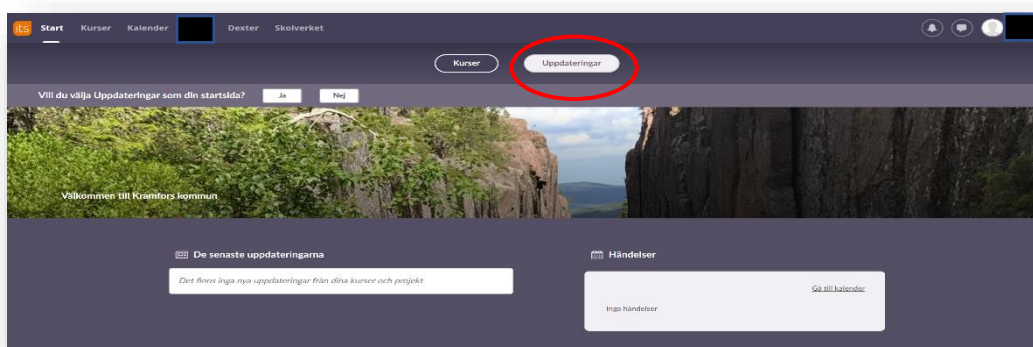 its Start Kurser Kalender Dexter Skolverket
Kurser Uppdateringar
Vill du välja Uppdateringar som din startsida? Ja Nej
Välkommen till Kramfors kommun
De senaste uppdateringarna
Det finns inga nya uppdateringar från dina kurser och projekt
Händelser
Gå till kalender
Inga händelser